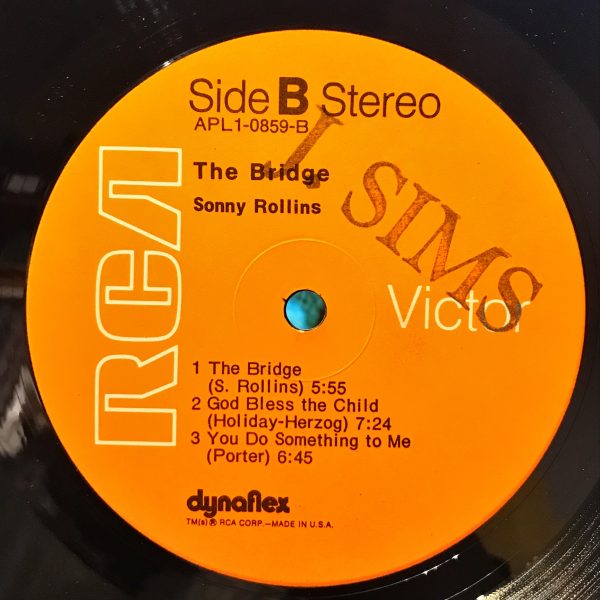 Side B Stereo
APL1-0859-B
The Bridge
Sonny Rollins
J. SIMS
RCA
Victor
1 The Bridge
(S. Rollins) 5:55
2 God Bless the Child
(Holiday-Herzog) 7:24
3 You Do Something to Me
(Porter) 6:45
dynaflex
TM(s)® RCA CORP.—MADE IN U.S.A.